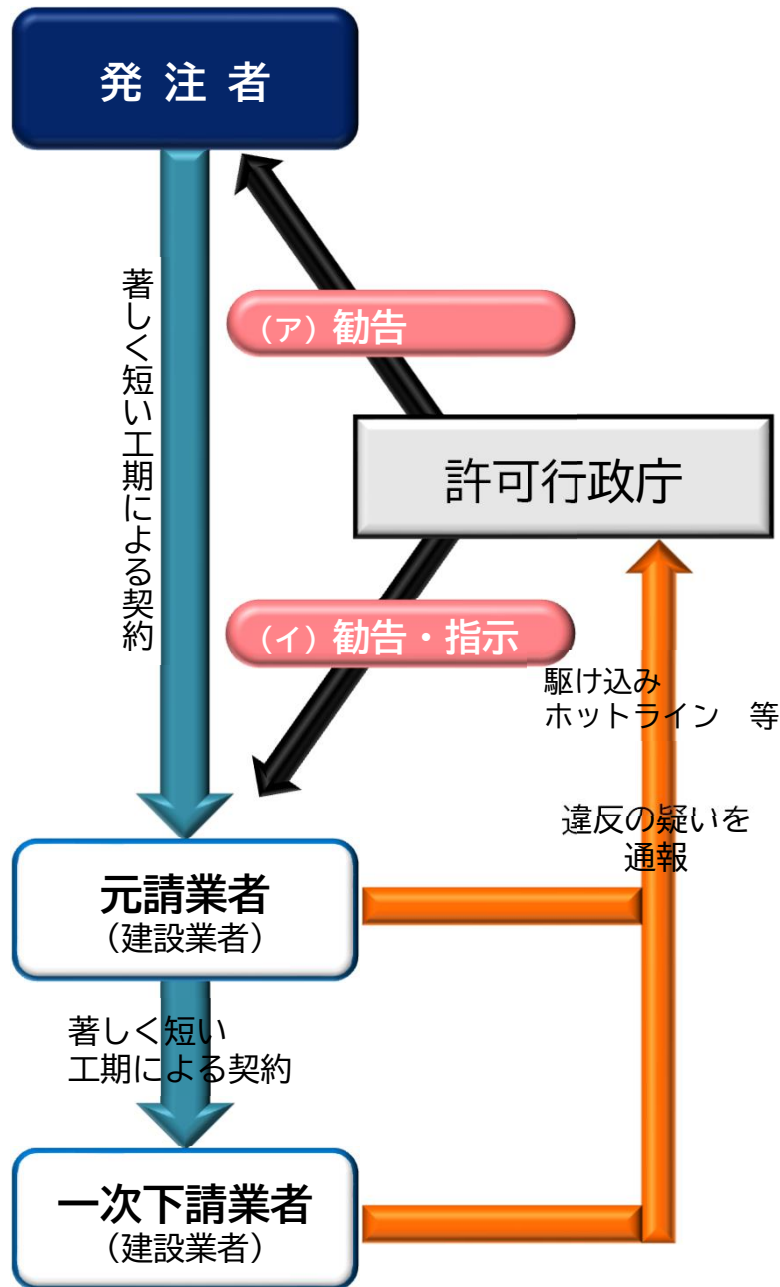 発注者
著しく短い工期による契約
（ア）勧告
許可行政庁
（イ）勧告・指示
駆け込み
ホットライン　等
違反の疑いを
通報
元請業者
（建設業者）
著しく短い
工期による契約
一次下請業者
（建設業者）